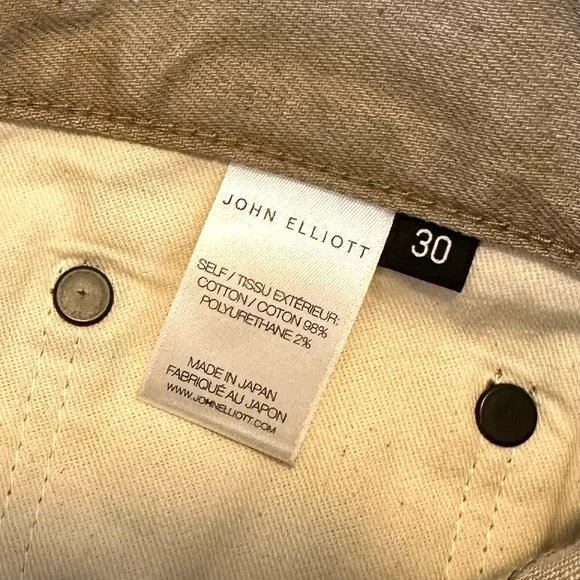 JOHN ELLIOTT
30
SELF / TISSU EXTÉRIEUR:
COTTON / COTON 98%
POLYURETHANE 2%
MADE IN JAPAN
FABRIQUÉ AU JAPON
WWW.JOHNELLIOTT.COM